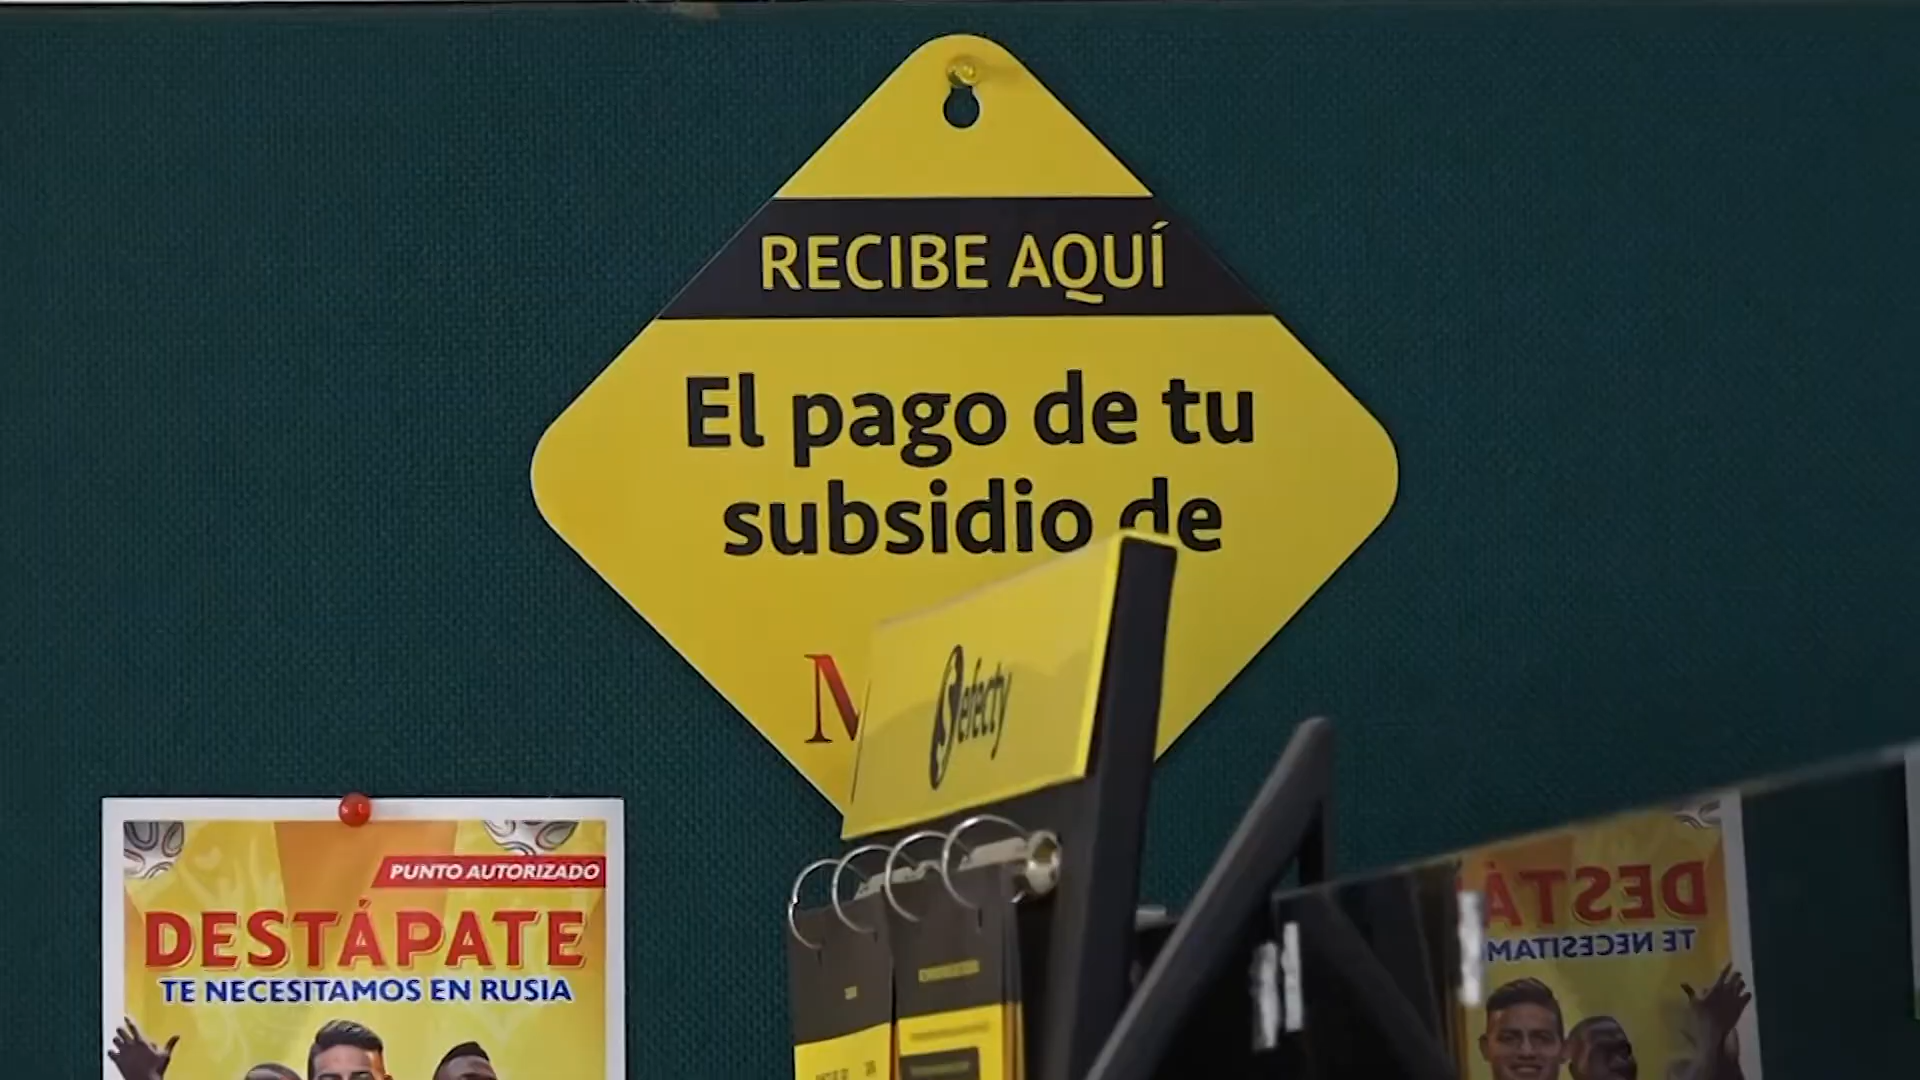 RECIBE AQUÍ
El pago de tu
subsidio de
M
efecty
PUNTO AUTORIZADO
DESTÁPATE
TE NECESITAMOS EN RUSIA
DESTÁ
TE NECESITAM